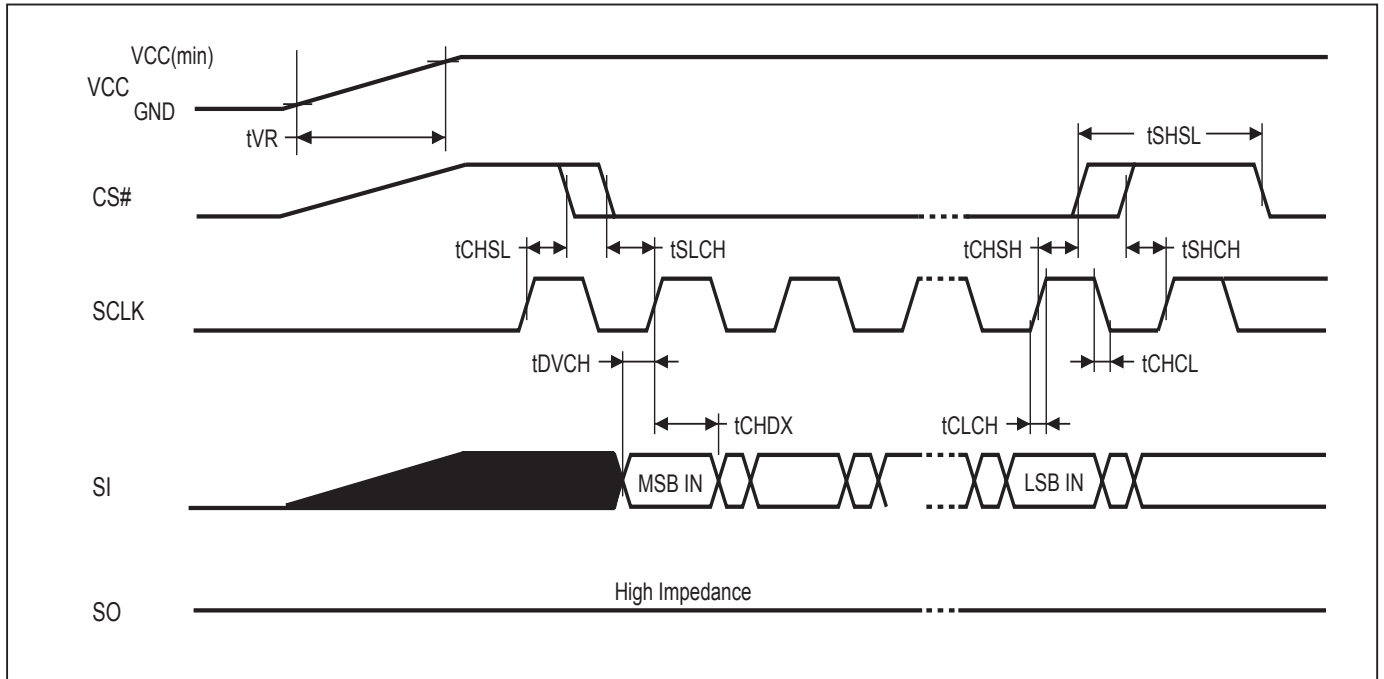 VCC(min)
VCC
GND
tVR
tSHSL
CS#
tCHSL
tSLCH
tCHSH
tSHCH
SCLK
tDVCH
tCHCL
tCHDX
tCLCH
SI
MSB IN
LSB IN
High Impedance
SO